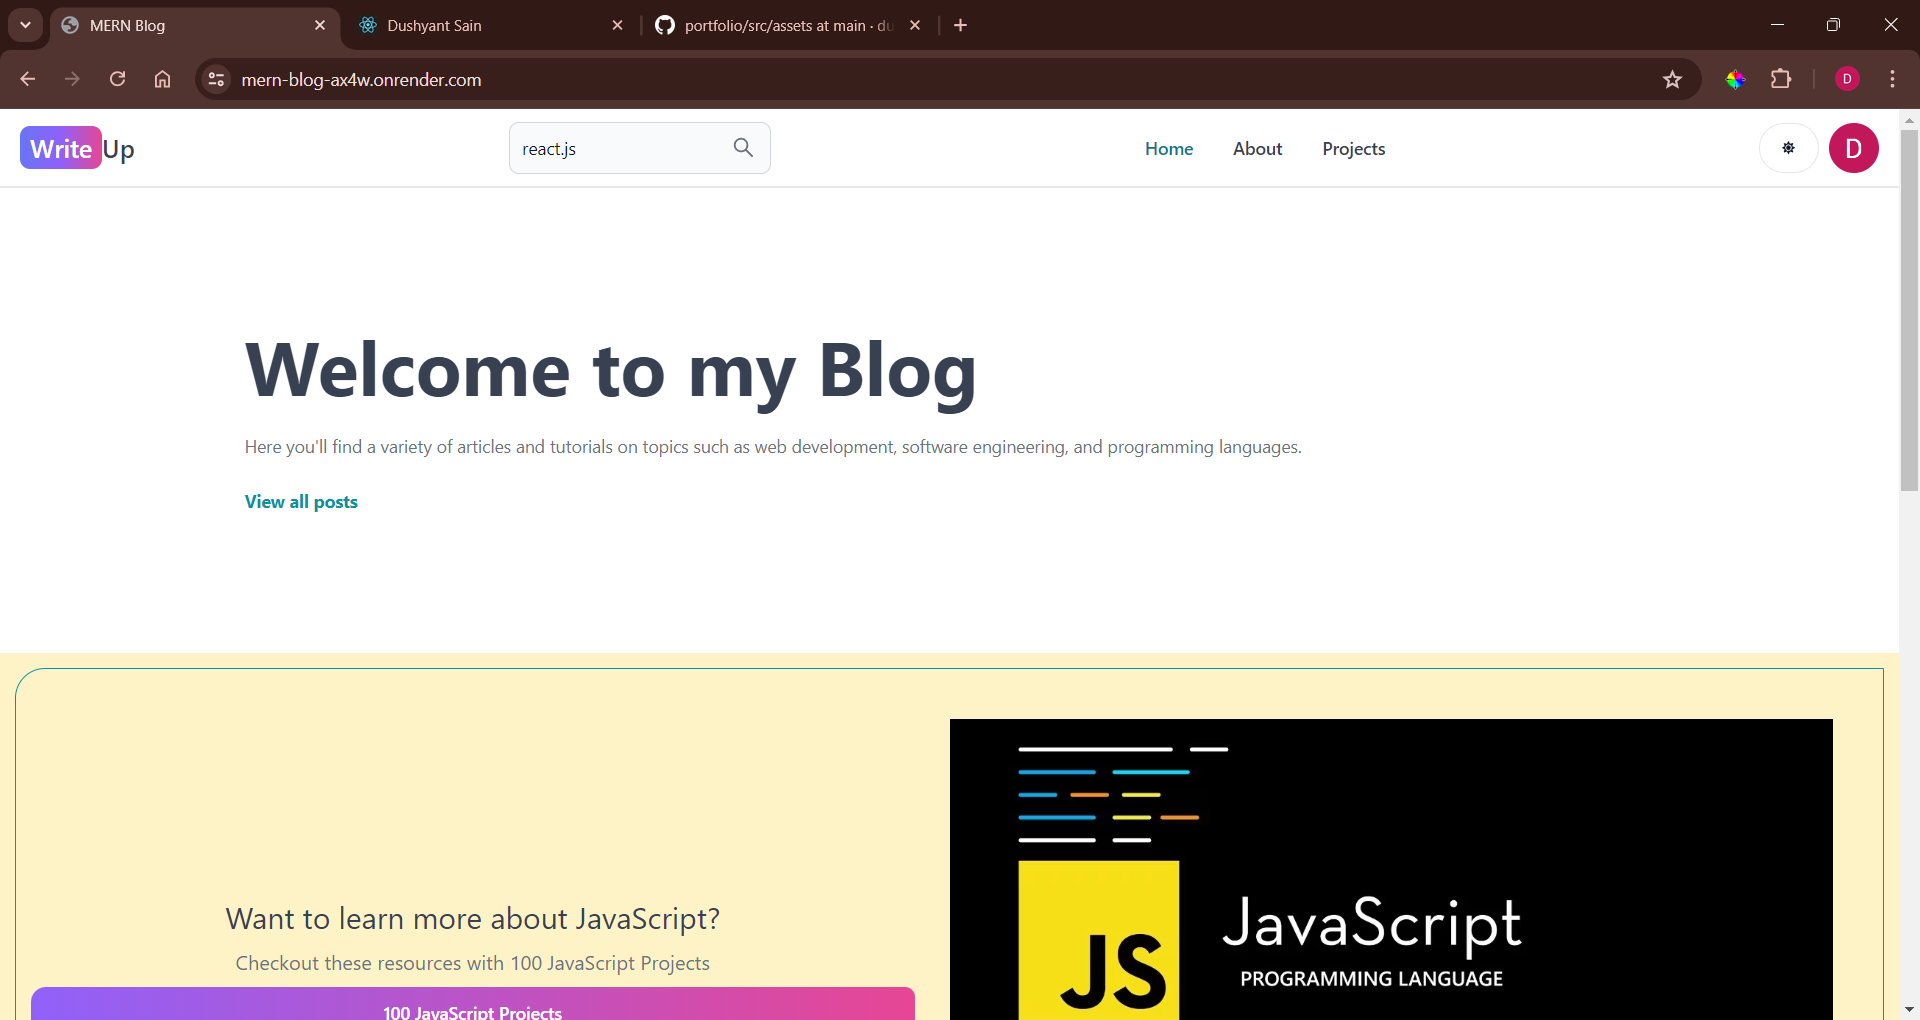 MERN Blog
Dushyant Sain
portfolio/src/assets at main · du
mern-blog-ax4w.onrender.com
D
WriteUp
react.js
Home
About
Projects
D
Welcome to my Blog
Here you'll find a variety of articles and tutorials on topics such as web development, software engineering, and programming languages.
View all posts
Want to learn more about JavaScript?
Checkout these resources with 100 JavaScript Projects
100 JavaScript Projects
JS
JavaScript
PROGRAMMING LANGUAGE